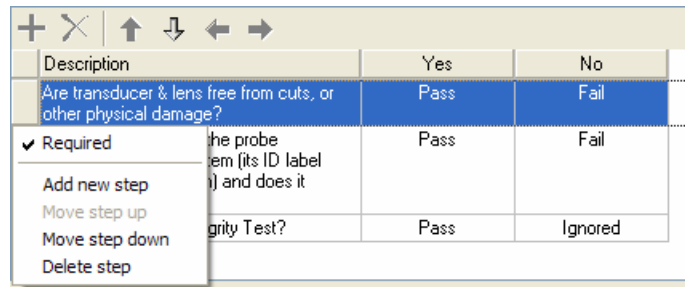 Description Yes No
Are transducer & lens free from cuts, or Pass Fail
other physical damage?
Required
he probe Pass Fail
em (its ID label
Add new step
) and does it
Move step up
grity Test? Pass Ignored
Move step down
Delete step